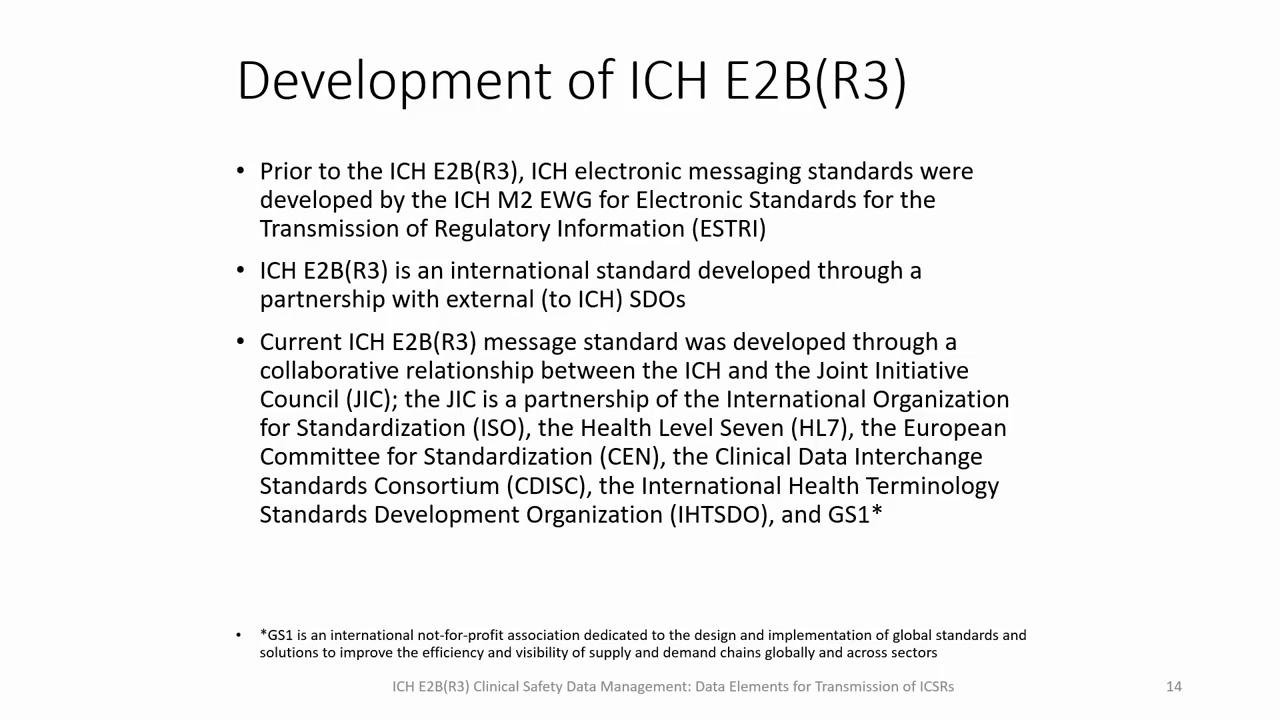 Development of ICH E2B(R3)
• Prior to the ICH E2B(R3), ICH electronic messaging standards were
developed by the ICH M2 EWG for Electronic Standards for the
Transmission of Regulatory Information (ESTRI)
• ICH E2B(R3) is an international standard developed through a
partnership with external (to ICH) SDOs
• Current ICH E2B(R3) message standard was developed through a
collaborative relationship between the ICH and the Joint Initiative
Council (JIC); the JIC is a partnership of the International Organization
for Standardization (ISO), the Health Level Seven (HL7), the European
Committee for Standardization (CEN), the Clinical Data Interchange
Standards Consortium (CDISC), the International Health Terminology
Standards Development Organization (IHTSDO), and GS1*
• *GS1 is an international not-for-profit association dedicated to the design and implementation of global standards and
solutions to improve the efficiency and visibility of supply and demand chains globally and across sectors
ICH E2B(R3) Clinical Safety Data Management: Data Elements for Transmission of ICSRs
14